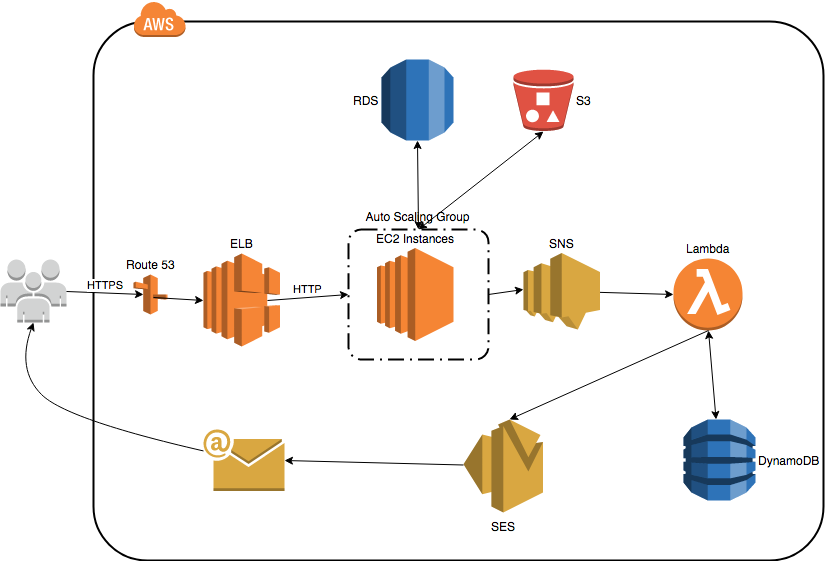 AWS
RDS
S3
Auto Scaling Group
EC2 Instances
ELB
SNS
Lambda
Route 53
HTTPS
HTTP
@
DynamoDB
SES